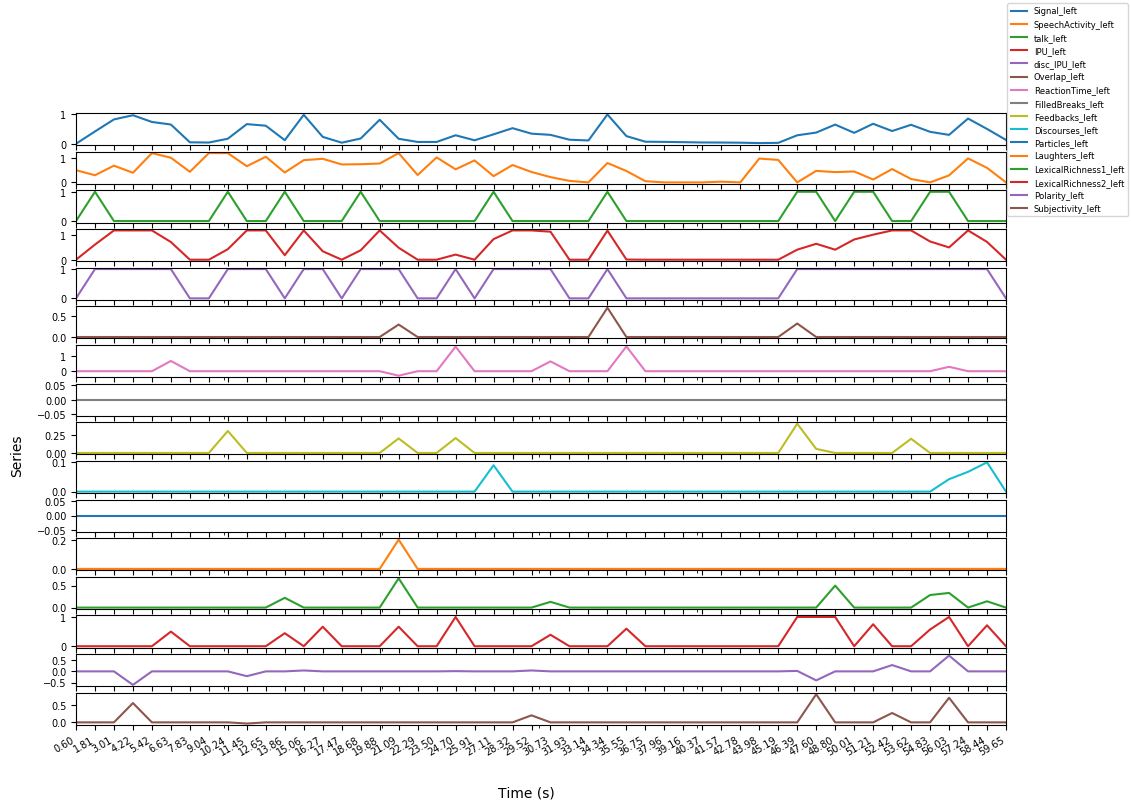 Signal_left
SpeechActivity_left
talk_left
IPU_left
disc_IPU_left
Overlap_left
ReactionTime_left
FilledBreaks_left
Feedbacks_left
Discourses_left
Particles_left
Laughters_left
LexicalRichness1_left
LexicalRichness2_left
Polarity_left
Subjectivity_left
1
0
1
0
1
0
1
0
1
0
0.5
0.0
1
0
0.05
0.00
−0.05
0.25
0.00
0.1
0.0
0.05
0.00
−0.05
0.2
0.0
0.5
0.0
1
0
0.5
0.0
−0.5
0.5
0.0
Series
0.60 1.81 3.01 4.22 5.42 6.63 7.83 9.04 10.24 11.45 12.65 13.86 15.06 16.27 17.47 18.68 19.88 21.09 22.29 23.50 24.70 25.91 27.11 28.32 29.52 30.73 31.93 33.14 34.34 35.55 36.75 37.96 39.16 40.37 41.57 42.78 43.98 45.19 46.39 47.60 48.80 50.01 51.21 52.42 53.62 54.83 56.03 57.24 58.44 59.65
Time (s)